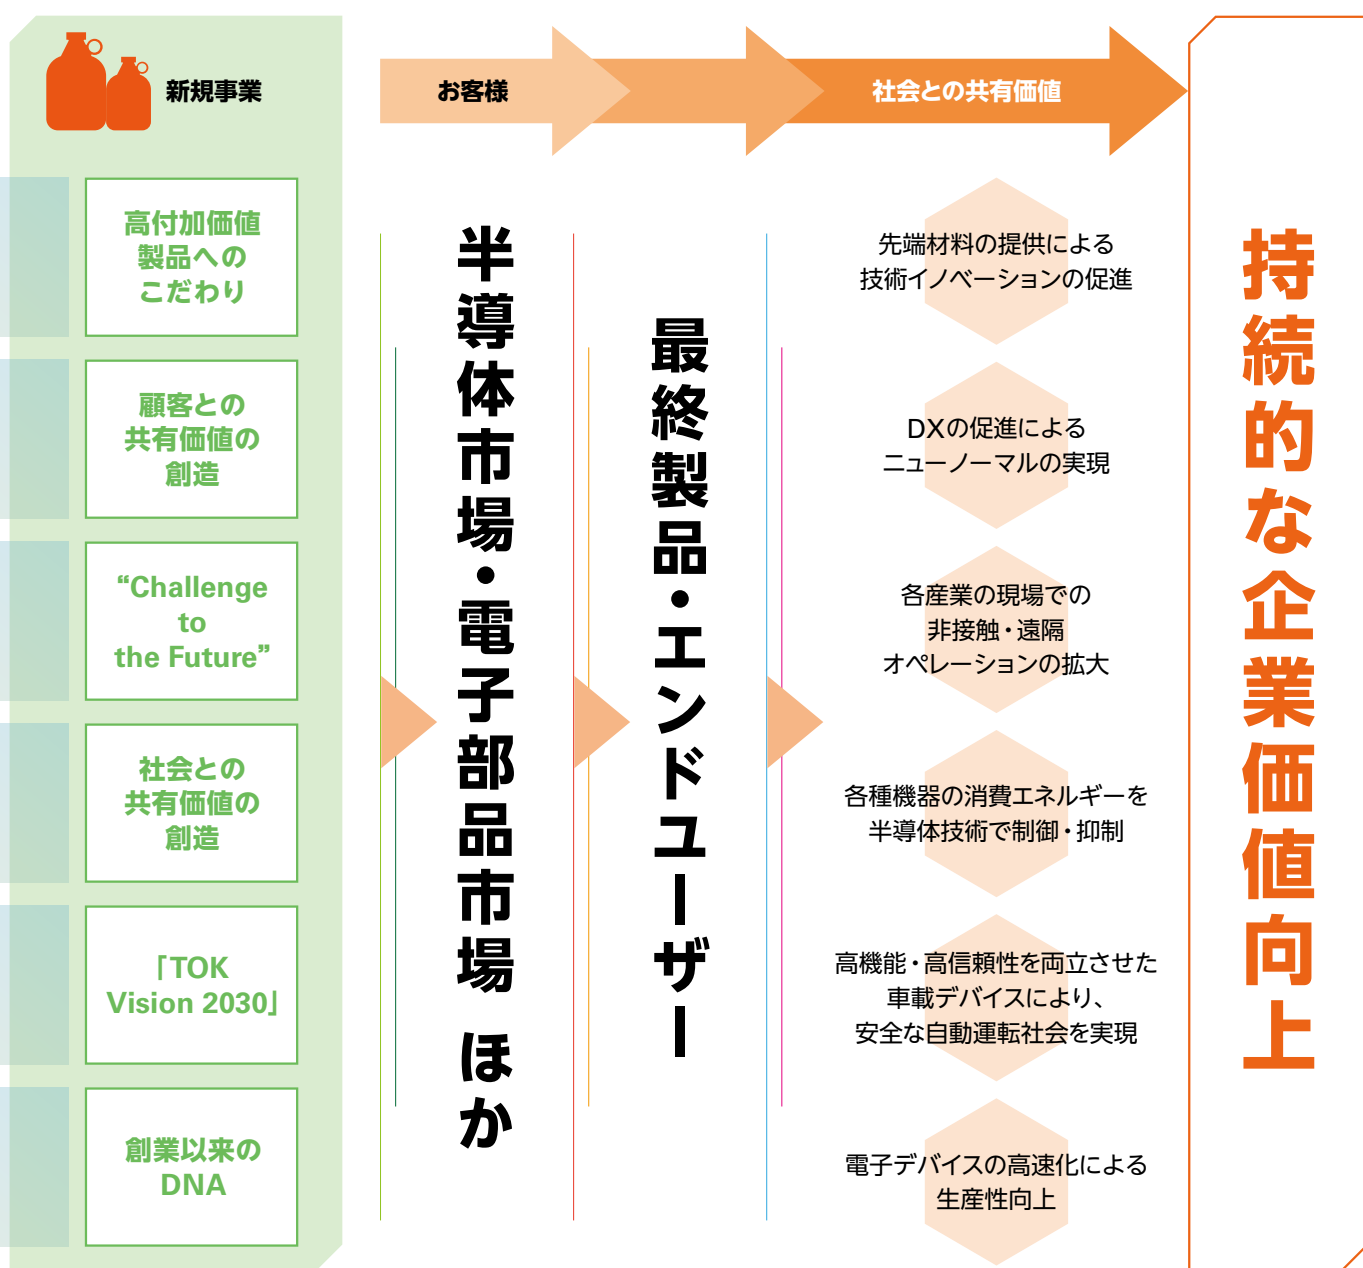 新規事業
お客様
社会との共有価値
高付加価値
製品への
こだわり
顧客との
共有価値の
創造
“Challenge
to
the Future”
社会との
共有価値の
創造
「TOK
Vision 2030」
創業以来の
DNA
半導体市場・電子部品市場 ほか
最終製品・エンドユーザー
先端材料の提供による
技術イノベーションの促進
DXの促進による
ニューノーマルの実現
各産業の現場での
非接触・遠隔
オペレーションの拡大
各種機器の消費エネルギーを
半導体技術で制御・抑制
高機能・高信頼性を両立させた
車載デバイスにより、
安全な自動運転社会を実現
電子デバイスの高速化による
生産性向上
持続的な企業価値向上